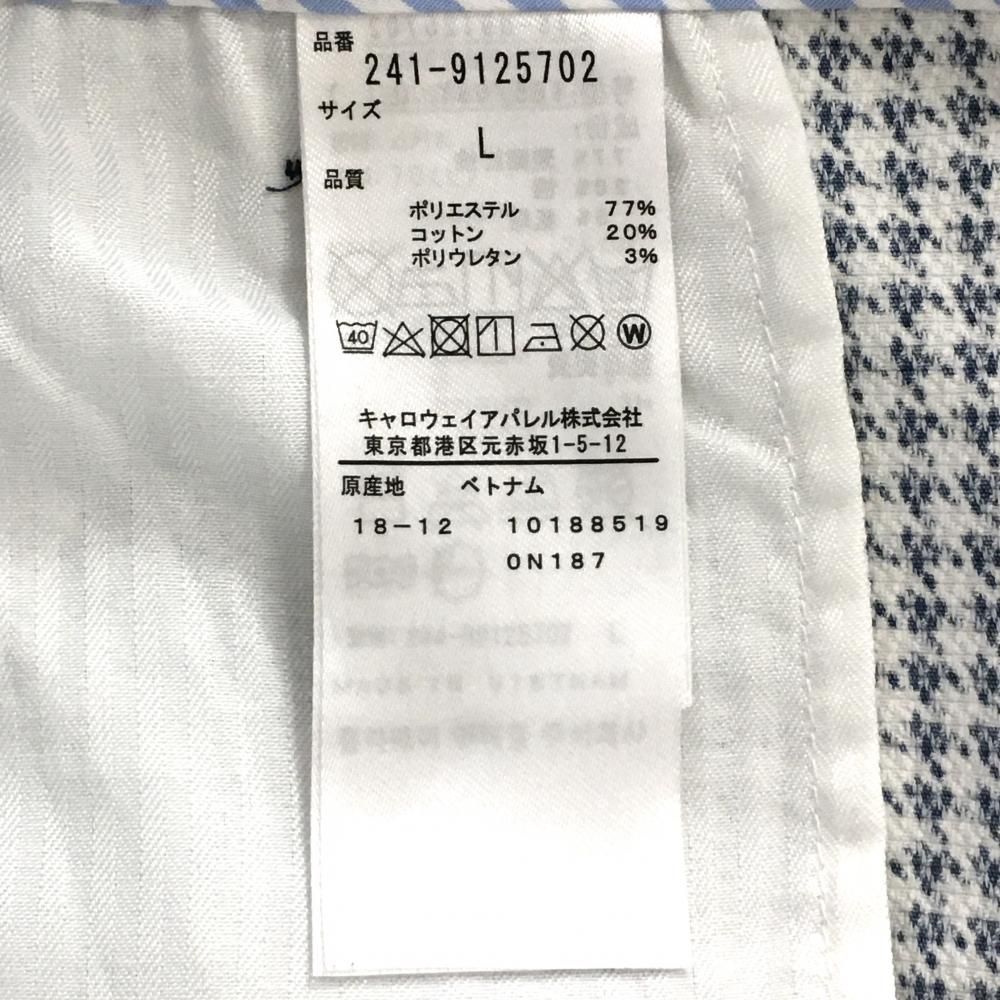 品番
241-9125702
サイズ
L
品質
ポリエステル 77%
コットン 20%
ポリウレタン 3%
40 W
キャロウェイアパレル株式会社
東京都港区元赤坂1-5-12
原産地 ベトナム
18-12 10188519
0N187